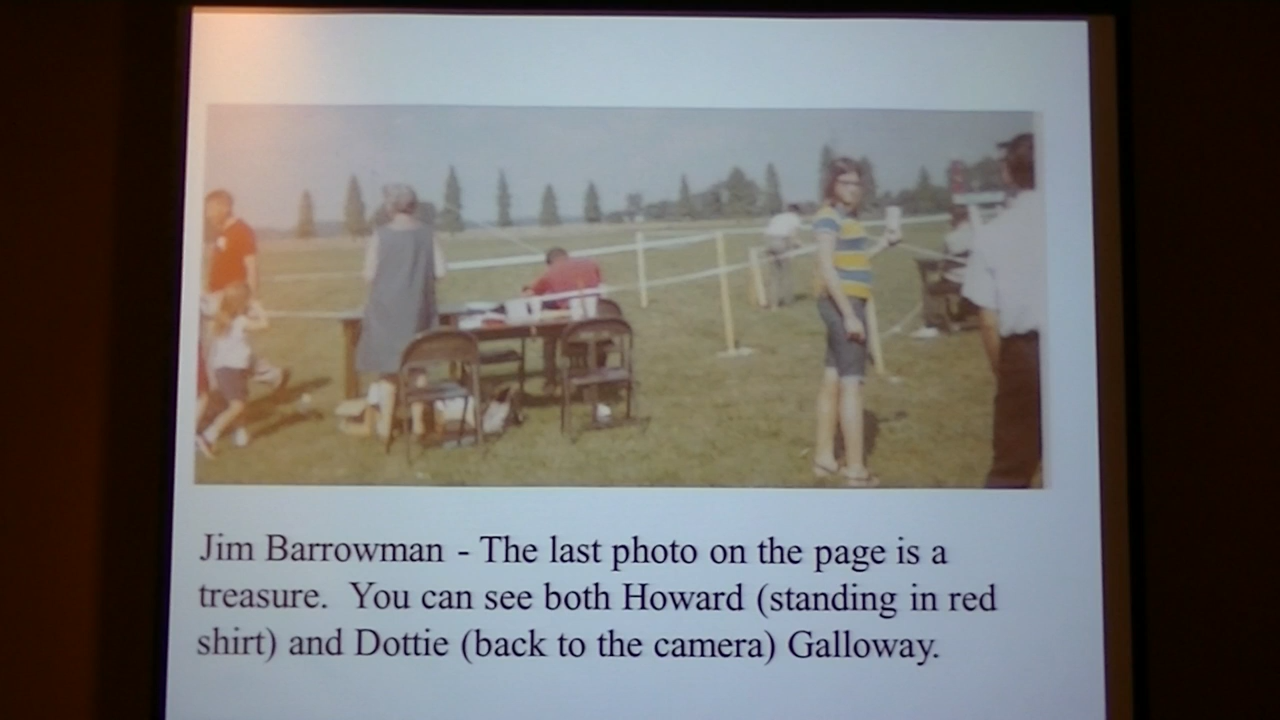 Jim Barrowman - The last photo on the page is a
treasure.  You can see both Howard (standing in red
shirt) and Dottie (back to the camera) Galloway.